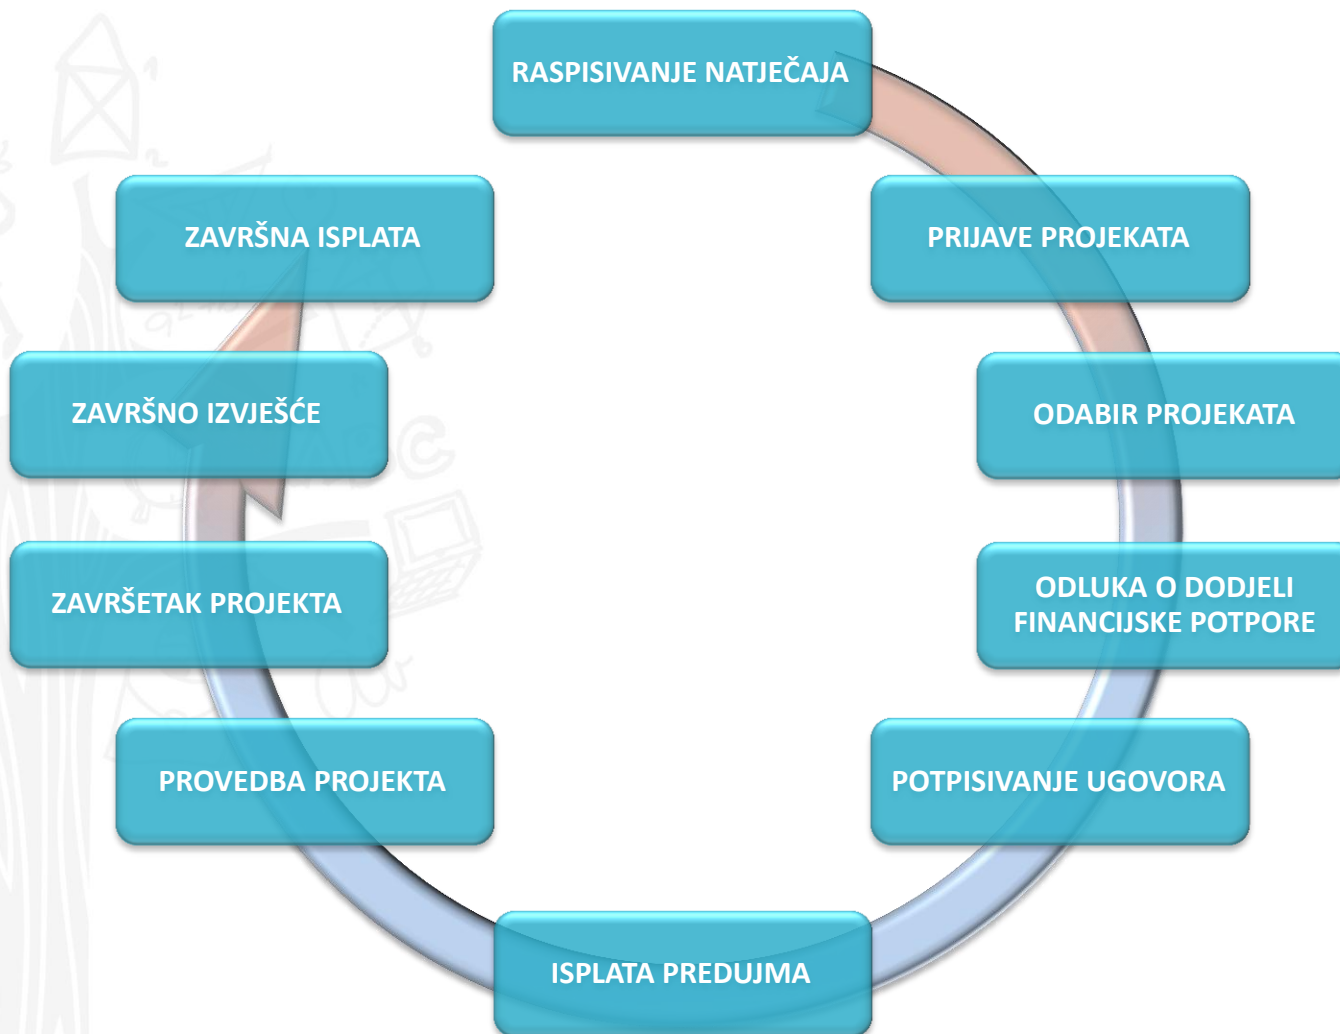 RASPISIVANJE NATJEČAJA
PRIJAVE PROJEKATA
ODABIR PROJEKATA
ODLUKA O DODJELI
FINANCIJSKE POTPORE
POTPISIVANJE UGOVORA
ISPLATA PREDUJMA
PROVEDBA PROJEKTA
ZAVRŠETAK PROJEKTA
ZAVRŠNO IZVJEŠĆE
ZAVRŠNA ISPLATA